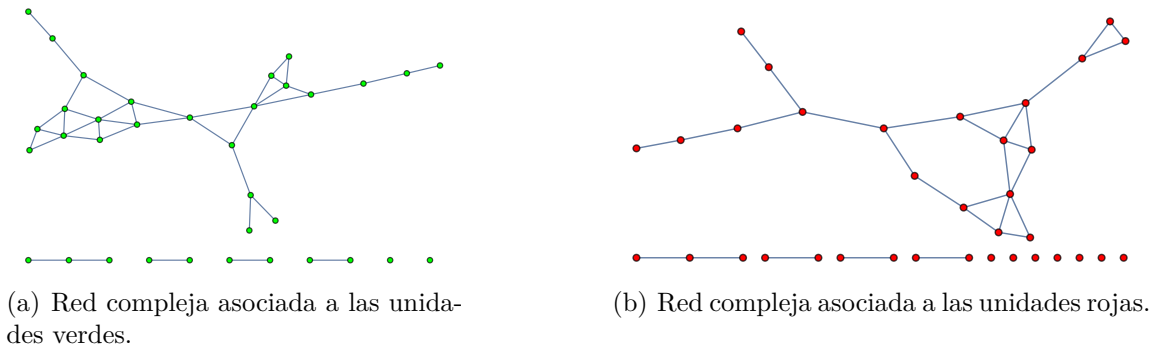 (a) Red compleja asociada a las unida-
des verdes.
(b) Red compleja asociada a las unidades rojas.